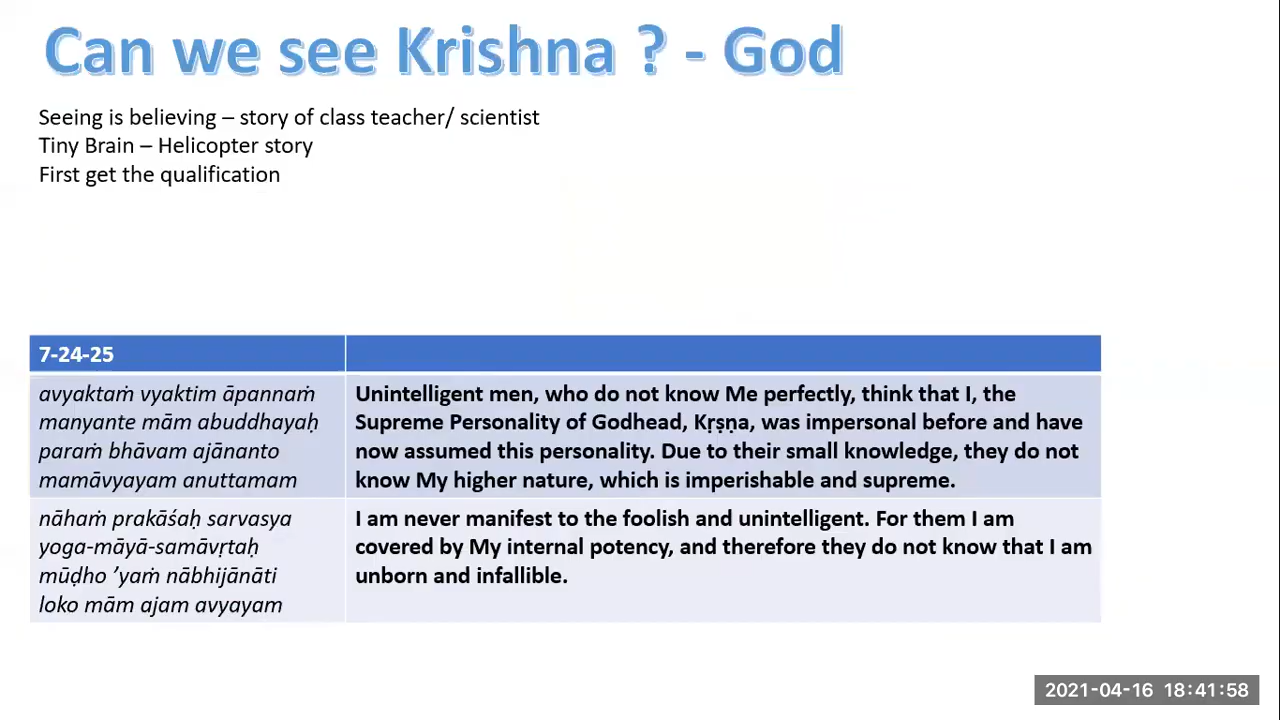 Can we see Krishna ? - God
Seeing is believing – story of class teacher/ scientist
Tiny Brain – Helicopter story
First get the qualification
7-24-25
avyaktaṁ vyaktim āpannaṁ
manyante mām abuddhayaḥ
paraṁ bhāvam ajānanto
mamāvyayam anuttamam
Unintelligent men, who do not know Me perfectly, think that I, the
Supreme Personality of Godhead, Kṛṣṇa, was impersonal before and have
now assumed this personality. Due to their small knowledge, they do not
know My higher nature, which is imperishable and supreme.
nāhaṁ prakāśaḥ sarvasya
yoga-māyā-samāvṛtaḥ
mūḍho ’yaṁ nābhijānāti
loko mām ajam avyayam
I am never manifest to the foolish and unintelligent. For them I am
covered by My internal potency, and therefore they do not know that I am
unborn and infallible.
2021-04-16 18:41:58